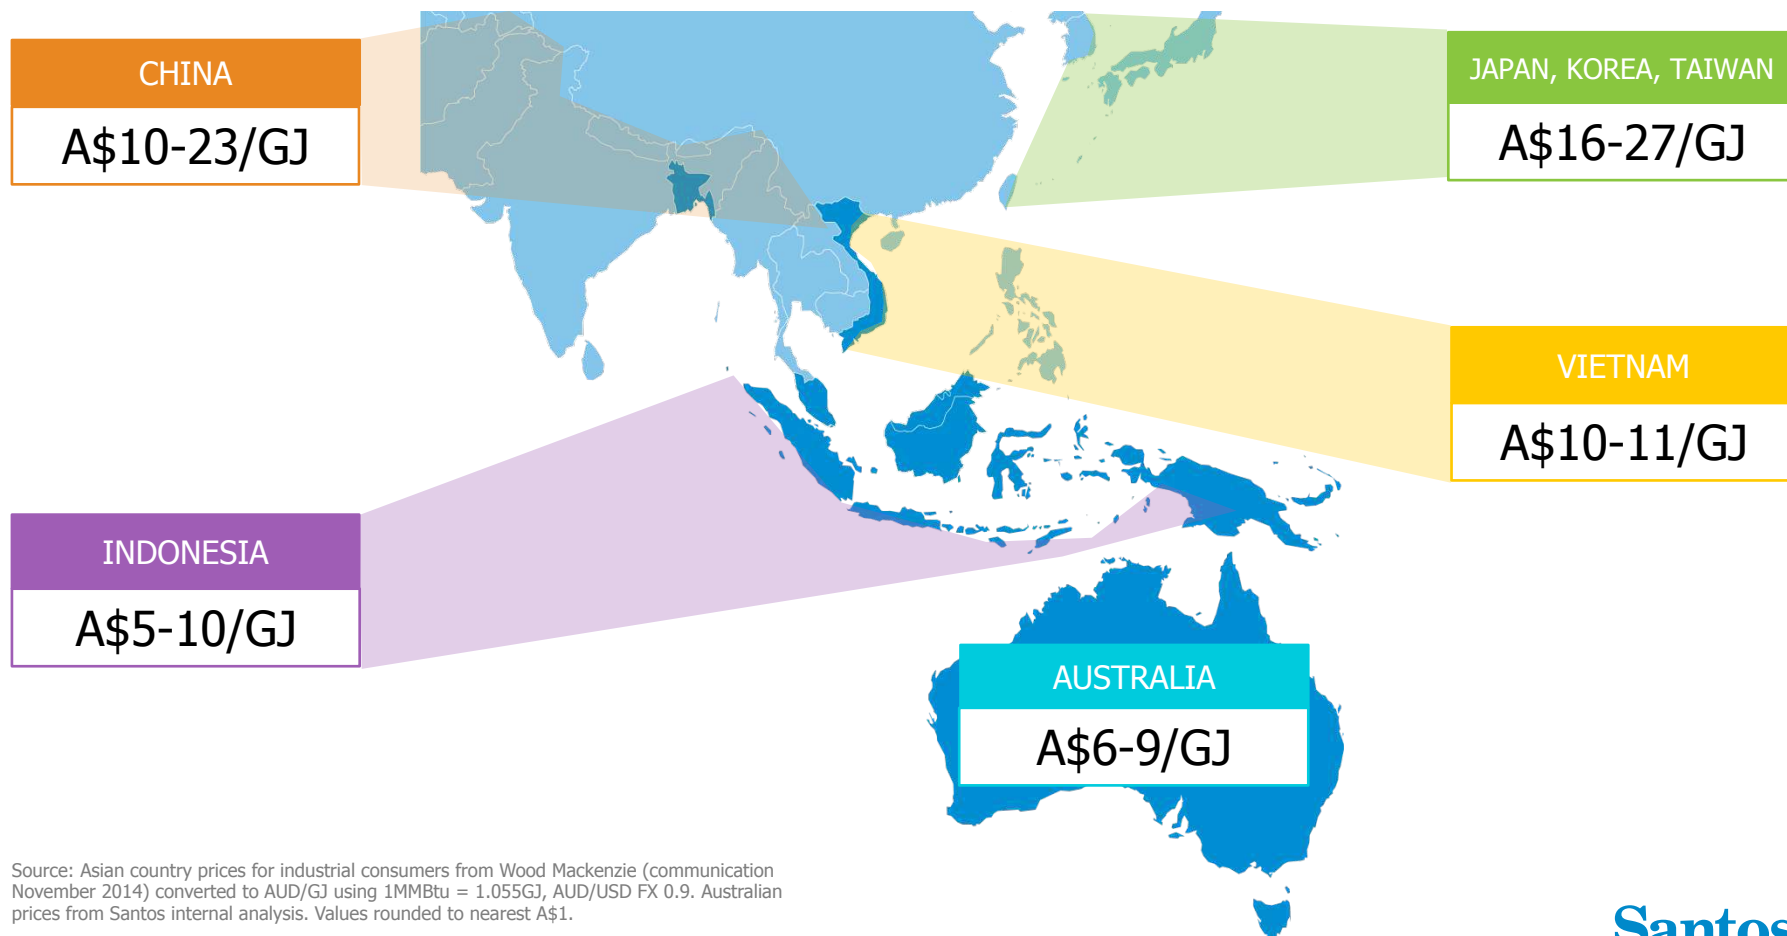 CHINA
A$10-23/GJ
JAPAN, KOREA, TAIWAN
A$16-27/GJ
VIETNAM
A$10-11/GJ
INDONESIA
A$5-10/GJ
AUSTRALIA
A$6-9/GJ
Source: Asian country prices for industrial consumers from Wood Mackenzie (communication
November 2014) converted to AUD/GJ using 1MMBtu = 1.055GJ, AUD/USD FX 0.9. Australian
prices from Santos internal analysis. Values rounded to nearest A$1.
Santos